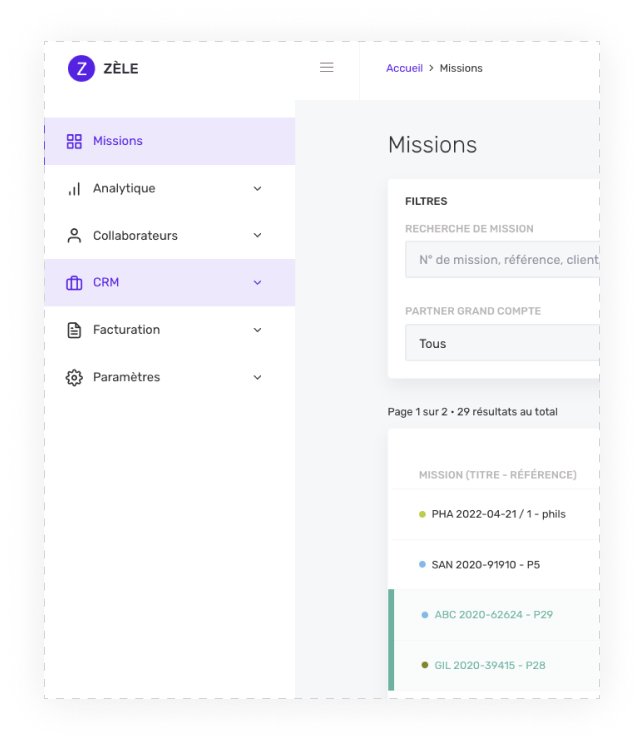 Z ZÈLE
Accueil > Missions
Missions
Analytique
Collaborateurs
CRM
Facturation
Paramètres
Missions
FILTRES
RECHERCHE DE MISSION
N° de mission, référence, client,
PARTNER GRAND COMPTE
Tous
Page 1 sur 2 • 29 résultats au total
MISSION (TITRE - RÉFÉRENCE)
PHA 2022-04-21 / 1 - phils
SAN 2020-91910 - P5
ABC 2020-62624 - P29
GIL 2020-39415 - P28